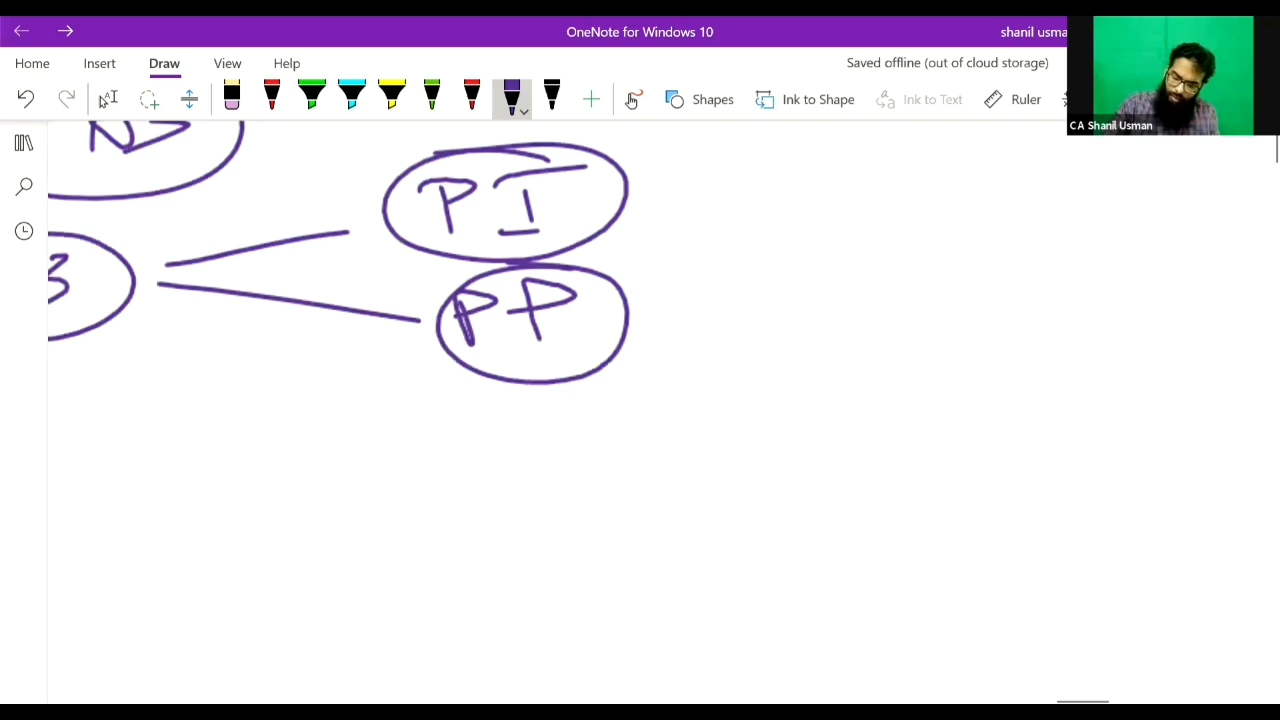 OneNote for Windows 10
shanil usma
Home Insert Draw View Help
Saved offline (out of cloud storage)
Shapes Ink to Shape Ink to Text Ruler
CA Shanil Usman
PI
3
PP